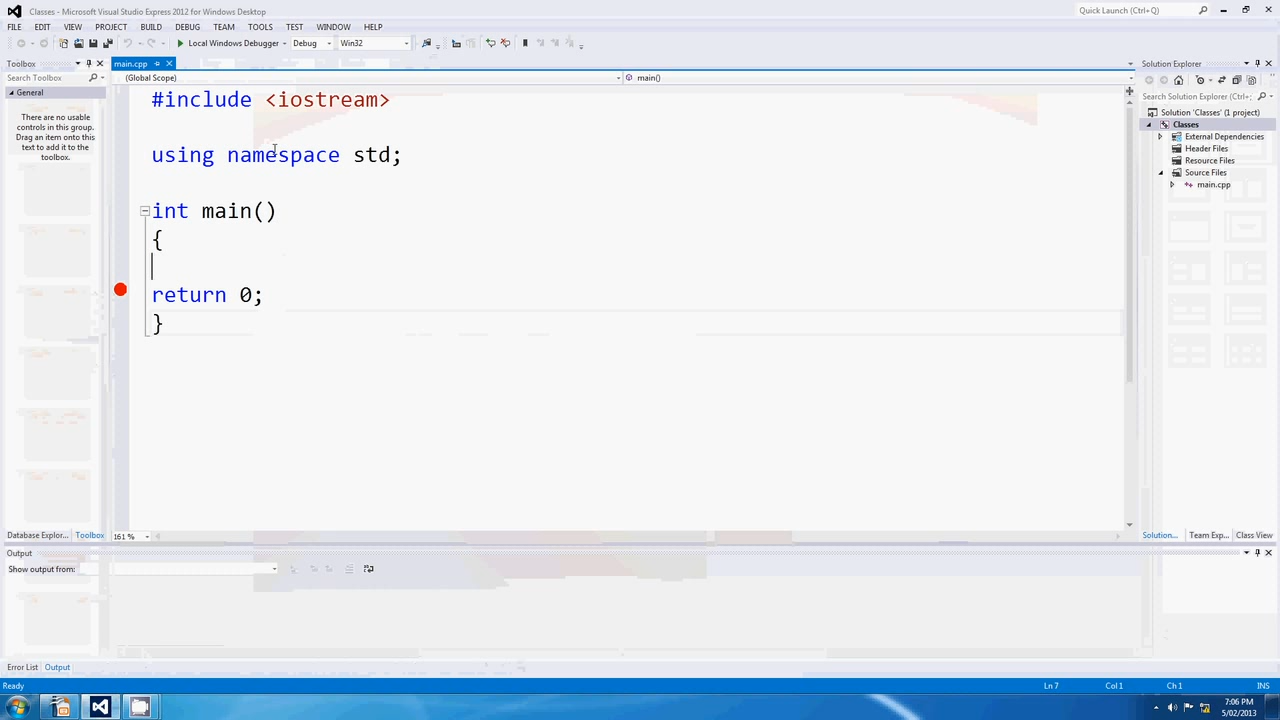 Classes - Microsoft Visual Studio Express 2012 for Windows Desktop
Quick Launch (Ctrl+Q)
FILE EDIT VIEW PROJECT BUILD DEBUG TEAM TOOLS TEST WINDOW HELP
Local Windows Debugger Debug Win32
Toolbox
main.cpp
Solution Explorer
Search Toolbox
(Global Scope)
main()
General
There are no usable
controls in this group.
Drag an item onto this
text to add it to the
toolbox.
#include <iostream>
using namespace std;
int main()
{
return 0;
}
Search Solution Explorer (Ctrl+;
Solution 'Classes' (1 project)
Classes
External Dependencies
Header Files
Resource Files
Source Files
main.cpp
Database Explor... Toolbox
161 %
Solution... Team Exp... Class View
Output
Show output from:
Error List Output
Ready
Ln 7 Col 1 Ch 1 INS
7:06 PM
5/02/2013